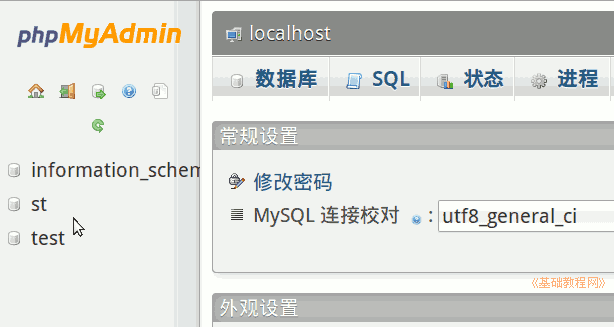 phpMyAdmin
information_schem
st
test
localhost
数据库 SQL 状态 进程
常规设置
修改密码
MySQL 连接校对 : utf8_general_ci
《基础教程网》
外观设置